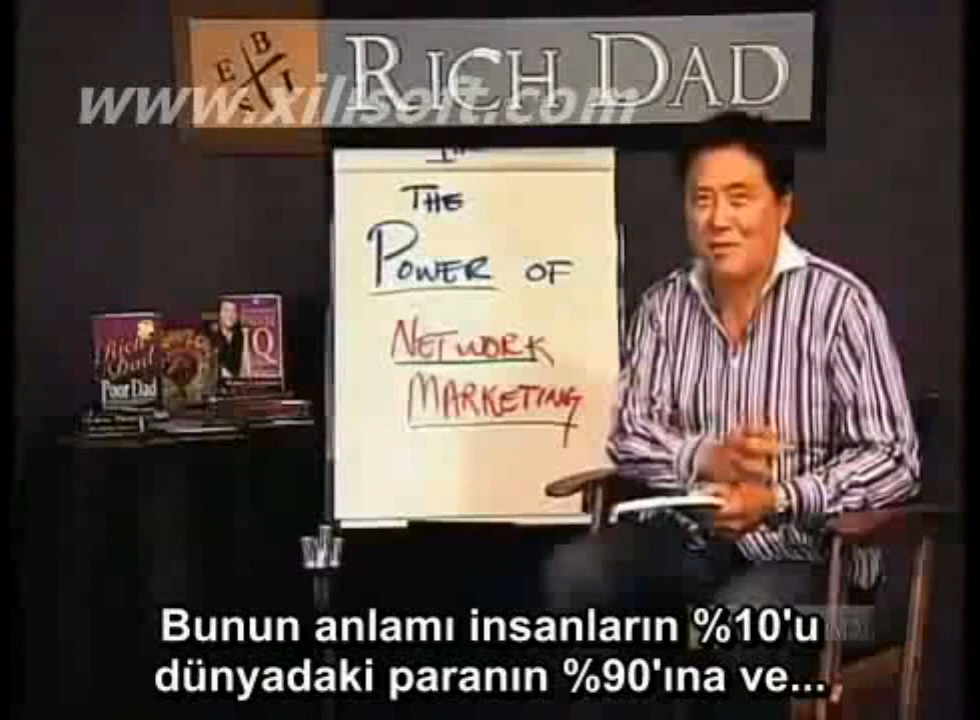 E B I S
RICH DAD
www.xilisoft.com
THE
POWER OF
NETWORK
MARKETING
Rich Dad
Poor Dad
IQ
Bunun anlamı insanların %10'u
dünyadaki paranın %90'ına ve...